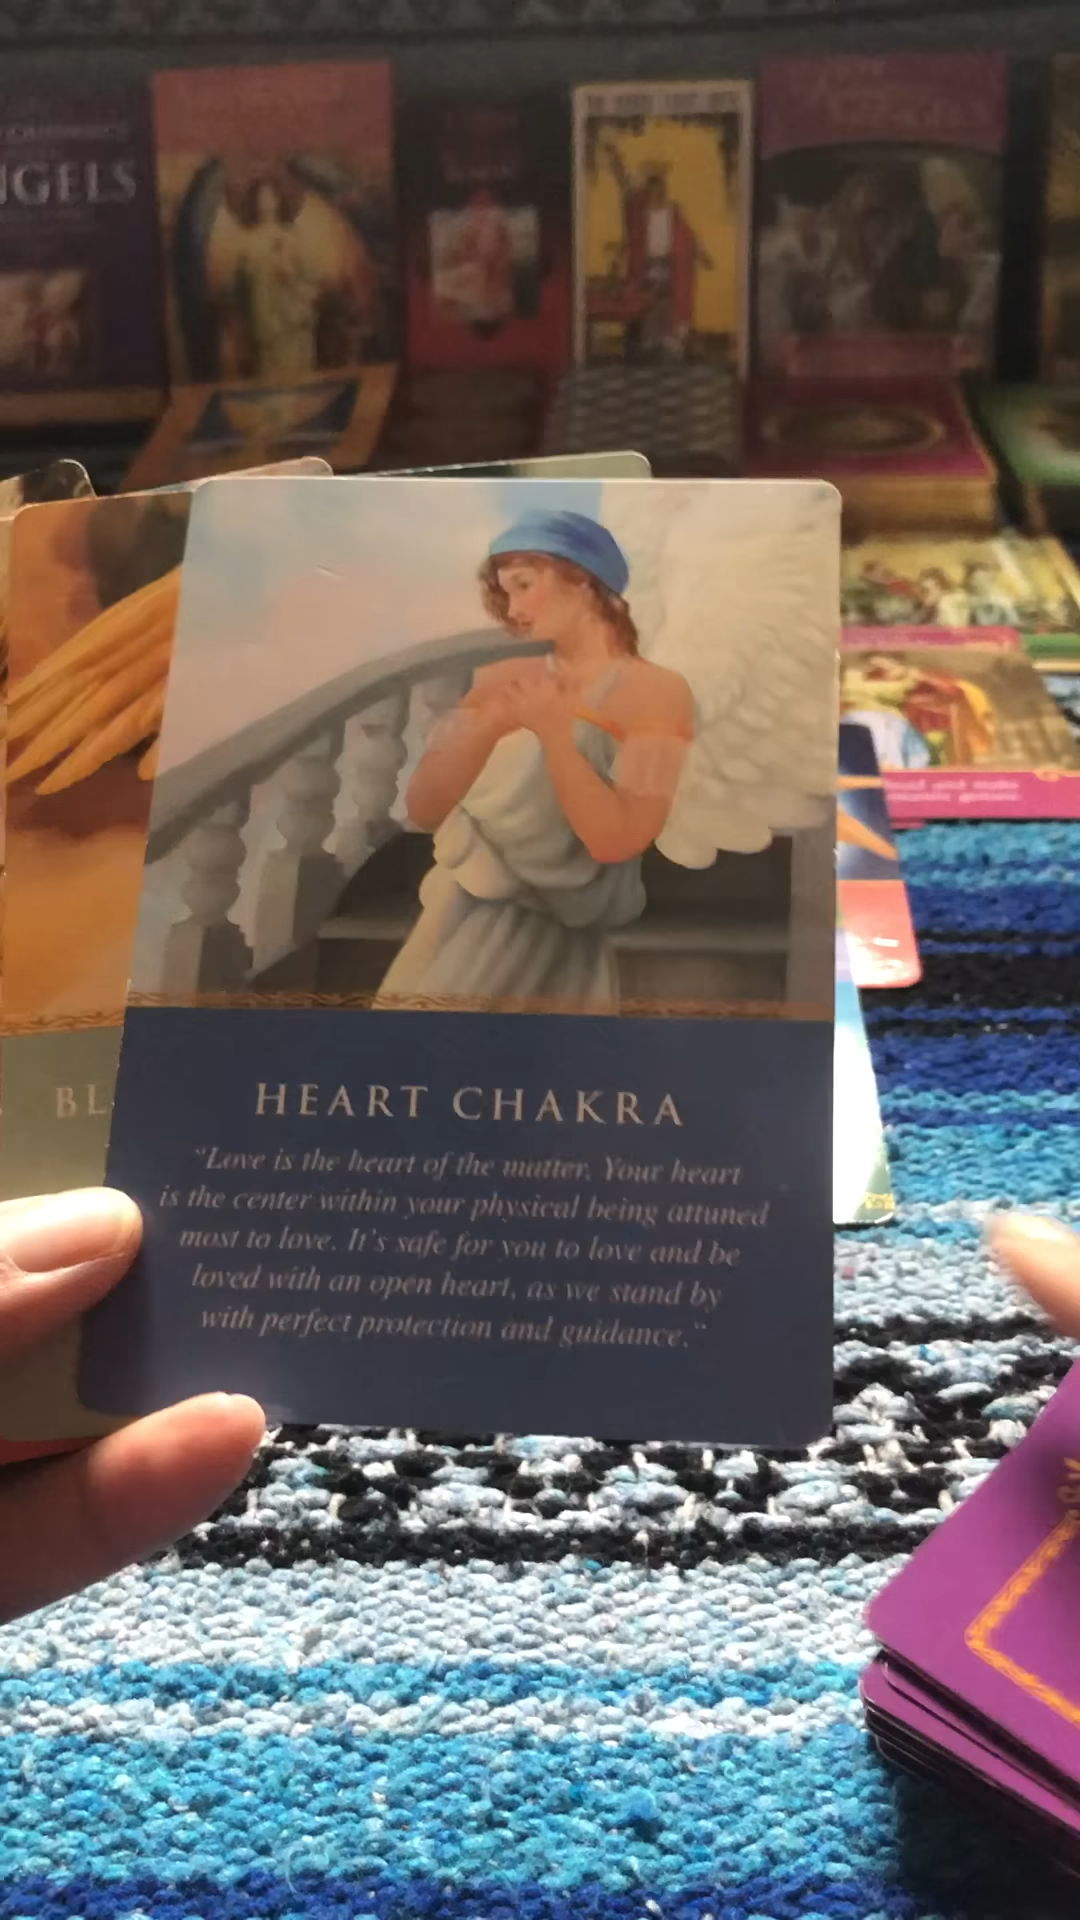 NGELS
BL
HEART CHAKRA
"Love is the heart of the matter. Your heart
is the center within your physical being attuned
most to love. It's safe for you to love and be
loved with an open heart, as we stand by
with perfect protection and guidance."